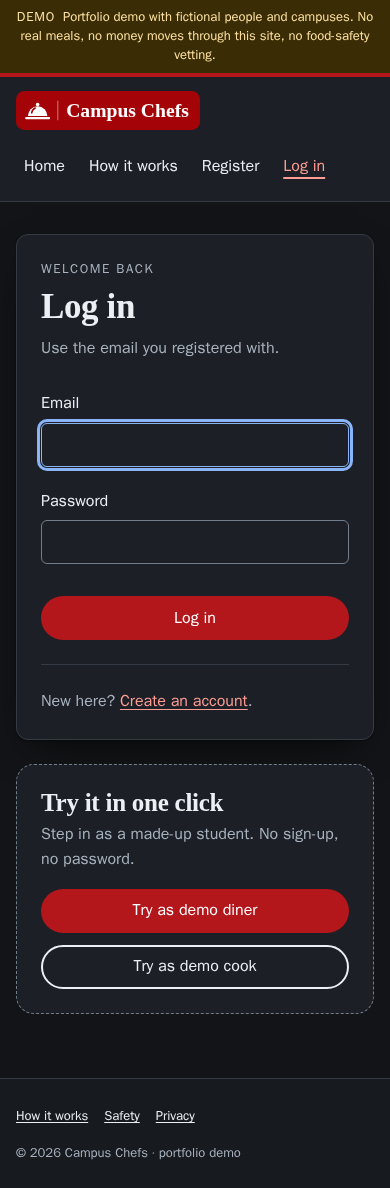 DEMO Portfolio demo with fictional people and campuses. No
real meals, no money moves through this site, no food-safety
vetting.
Campus Chefs
Home How it works Register Log in
WELCOME BACK
Log in
Use the email you registered with.
Email
Password
Log in
New here? Create an account.
Try it in one click
Step in as a made-up student. No sign-up,
no password.
Try as demo diner
Try as demo cook
How it works Safety Privacy
© 2026 Campus Chefs · portfolio demo